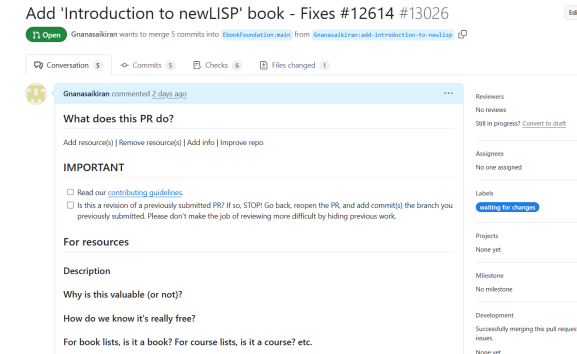 Add 'Introduction to newLISP' book - Fixes #12614 #13026
Open Gnanasaikiran wants to merge 5 commits into EbookFoundation:main from Gnanasaikiran:add-introduction-to-newlisp
Conversation 5 Commits 5 Checks 6 Files changed 1
Gnanasaikiran commented 2 days ago
What does this PR do?
Add resource(s) | Remove resource(s) | Add info | Improve repo
IMPORTANT
Read our contributing guidelines.
Is this a revision of a previously submitted PR? If so, STOP! Go back, reopen the PR, and add commit(s) the branch you
previously submitted. Please don't make the job of reviewing more difficult by hiding previous work.
For resources
Description
Why is this valuable (or not)?
How do we know it's really free?
For book lists, is it a book? For course lists, is it a course? etc.
Reviewers
No reviews
Still in progress? Convert to draft
Assignees
No one assigned
Labels
waiting for changes
Projects
None yet
Milestone
No milestone
Development
Successfully merging this pull reques
issues.
None yet